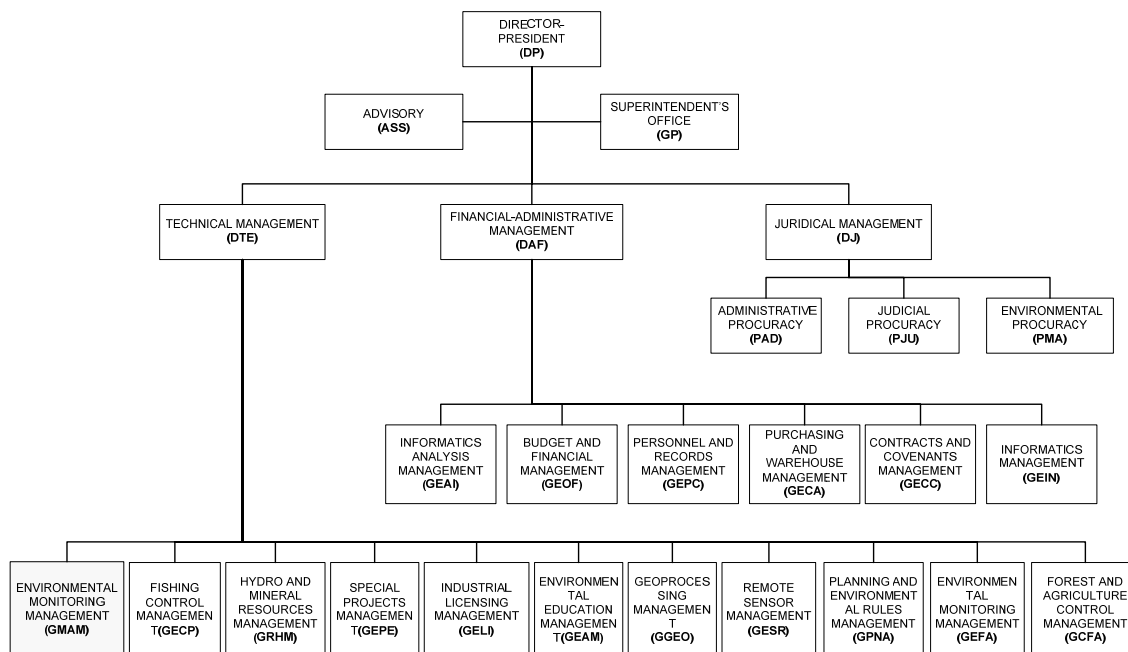 DIRECTOR-
PRESIDENT
(DP)
ADVISORY
(ASS)
SUPERINTENDENT'S
OFFICE
(GP)
TECHNICAL MANAGEMENT
(DTE)
FINANCIAL-ADMINISTRATIVE
MANAGEMENT
(DAF)
JURIDICAL MANAGEMENT
(DJ)
ADMINISTRATIVE
PROCURACY
(PAD)
JUDICIAL
PROCURACY
(PJU)
ENVIRONMENTAL
PROCURACY
(PMA)
INFORMATICS
ANALYSIS
MANAGEMENT
(GEAI)
BUDGET AND
FINANCIAL
MANAGEMENT
(GEOF)
PERSONNEL AND
RECORDS
MANAGEMENT
(GEPC)
PURCHASING
AND
WAREHOUSE
MANAGEMENT
(GECA)
CONTRACTS AND
COVENANTS
MANAGEMENT
(GECC)
INFORMATICS
MANAGEMENT
(GEIN)
ENVIRONMENTAL
MONITORING
MANAGEMENT
(GMAM)
FISHING
CONTROL
MANAGEMEN
T(GECP)
HYDRO AND
MINERAL
RESOURCES
MANAGEMENT
(GRHM)
SPECIAL
PROJECTS
MANAGEMEN
T(GEPE)
INDUSTRIAL
LICENSING
MANAGEMENT
(GELI)
ENVIRONMEN
TAL
EDUCATION
MANAGEMEN
T(GEAM)
GEOPROCES
SING
MANAGEMEN
T
(GGEO)
REMOTE
SENSOR
MANAGEMENT
(GESR)
PLANNING AND
ENVIRONMENT
AL RULES
MANAGEMENT
(GPNA)
ENVIRONMEN
TAL
MONITORING
MANAGEMENT
(GEFA)
FOREST AND
AGRICULTURE
CONTROL
MANAGEMENT
(GCFA)